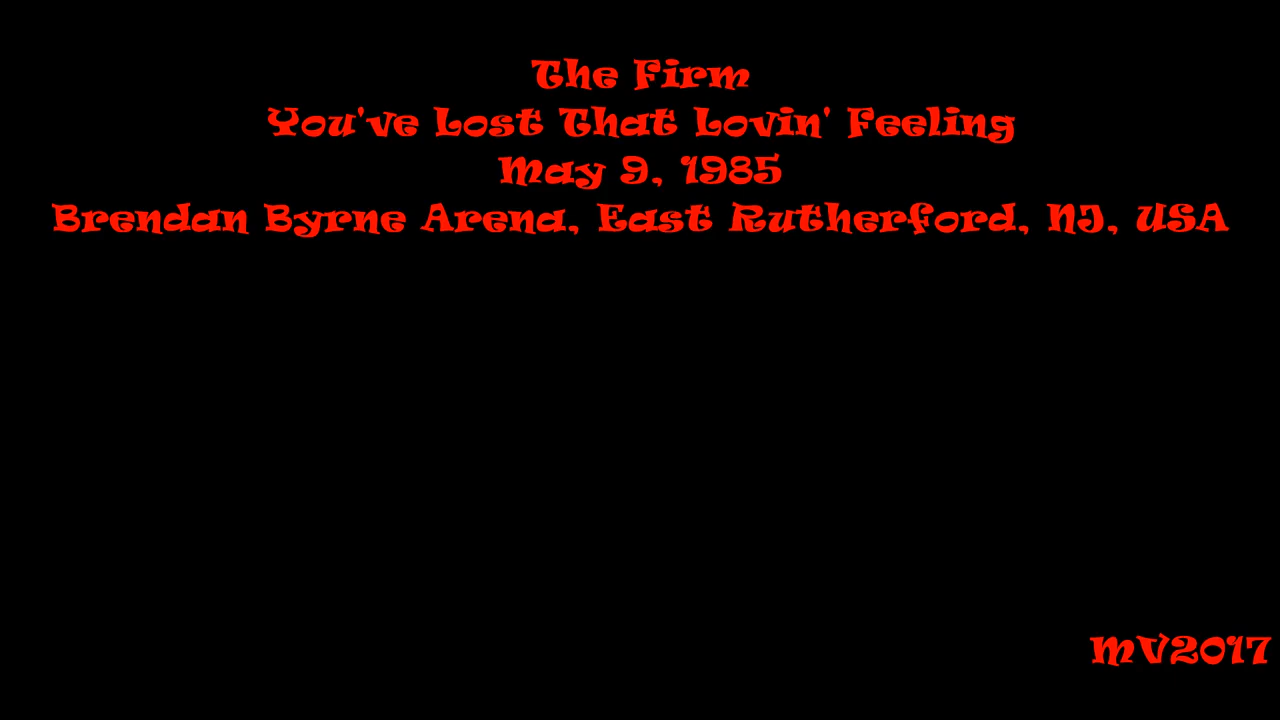 The Firm
You've Lost That Lovin' Feeling
May 9, 1985
Brendan Byrne Arena, East Rutherford, NJ, USA
MV2017